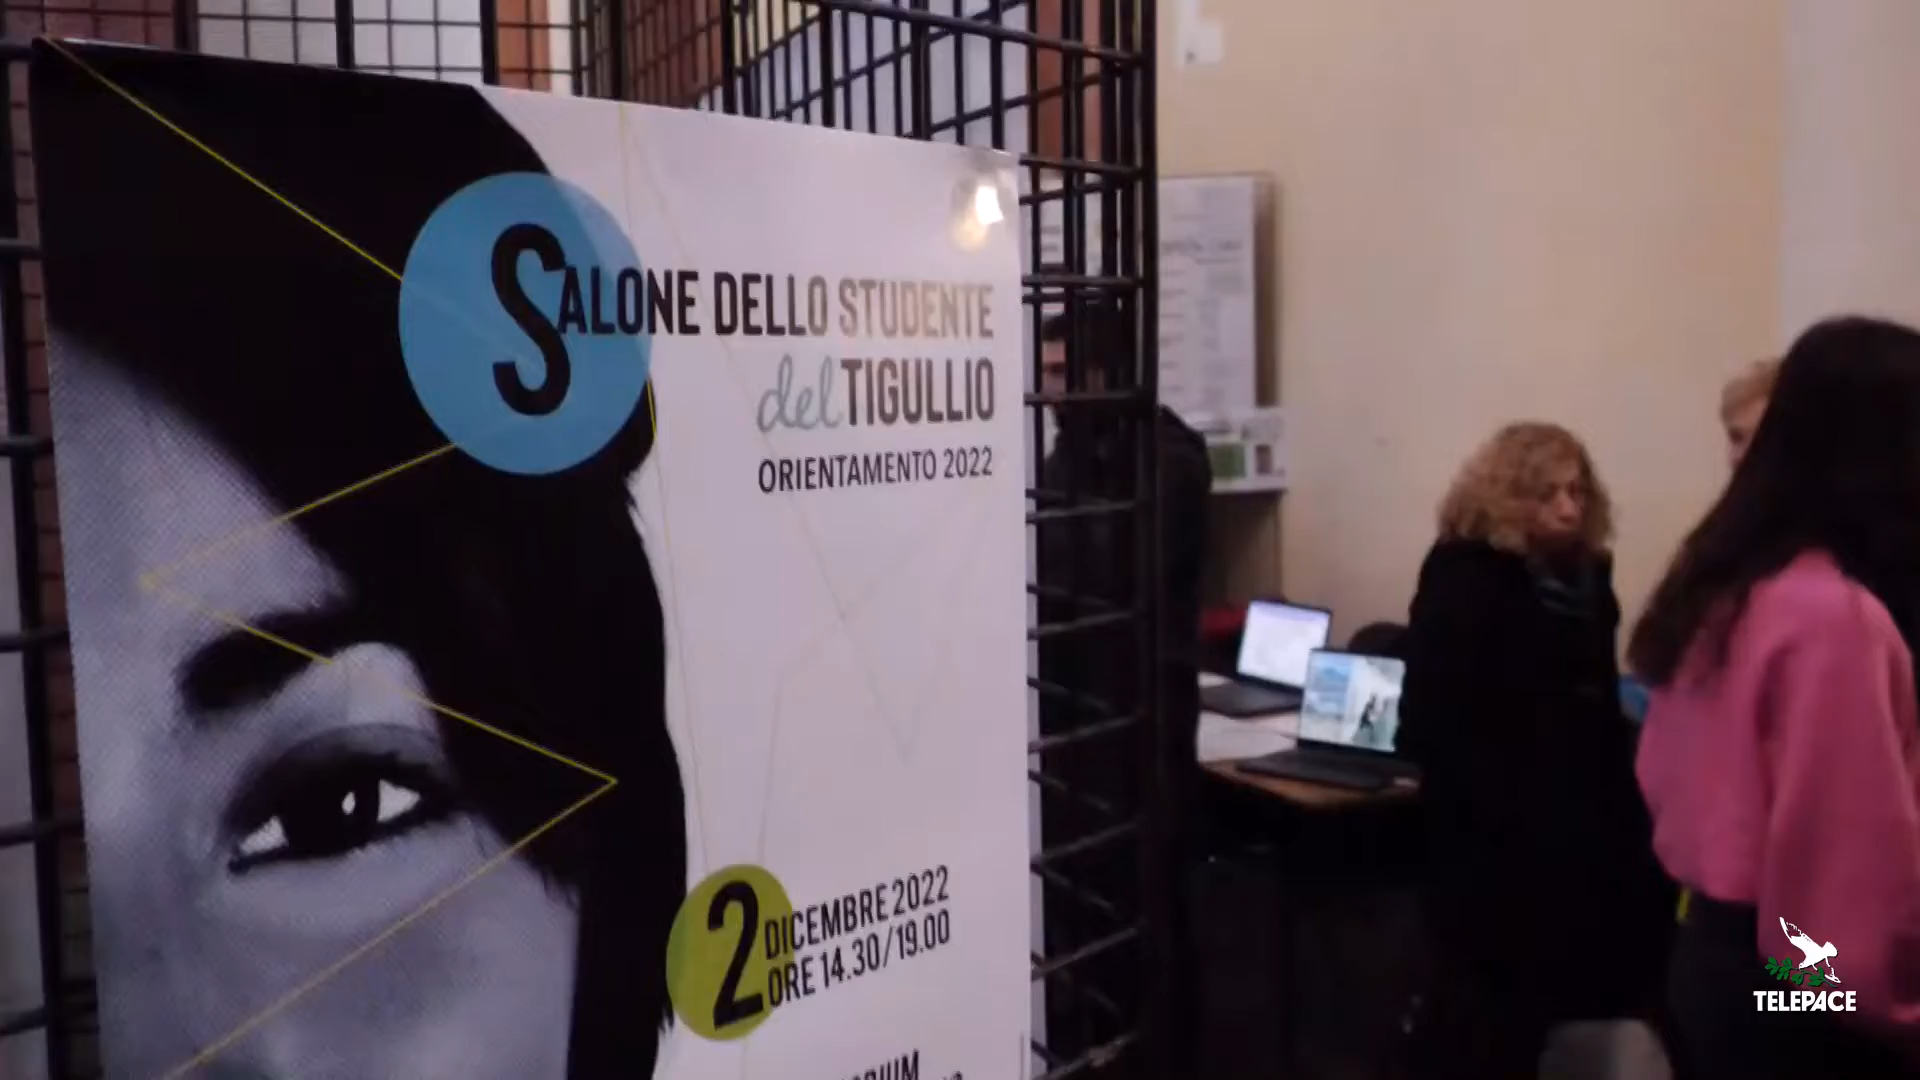 SALONE DELLO STUDENTE
del TIGULLIO
ORIENTAMENTO 2022
2 DICEMBRE 2022
ORE 14.30/19.00
TELEPACE